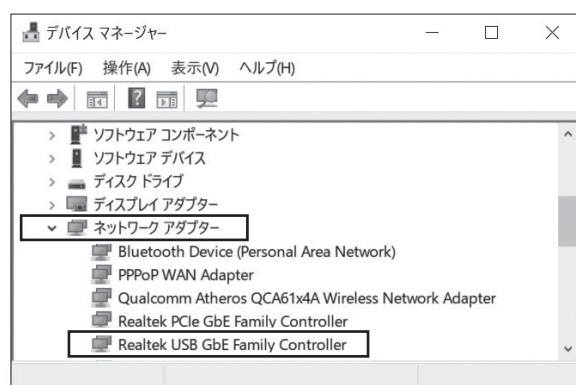 デバイス マネージャー
ファイル(F) 操作(A) 表示(V) ヘルプ(H)
ソフトウェア コンポーネント
ソフトウェア デバイス
ディスク ドライブ
ディスプレイ アダプター
ネットワーク アダプター
Bluetooth Device (Personal Area Network)
PPPoP WAN Adapter
Qualcomm Atheros QCA61x4A Wireless Network Adapter
Realtek PCIe GbE Family Controller
Realtek USB GbE Family Controller